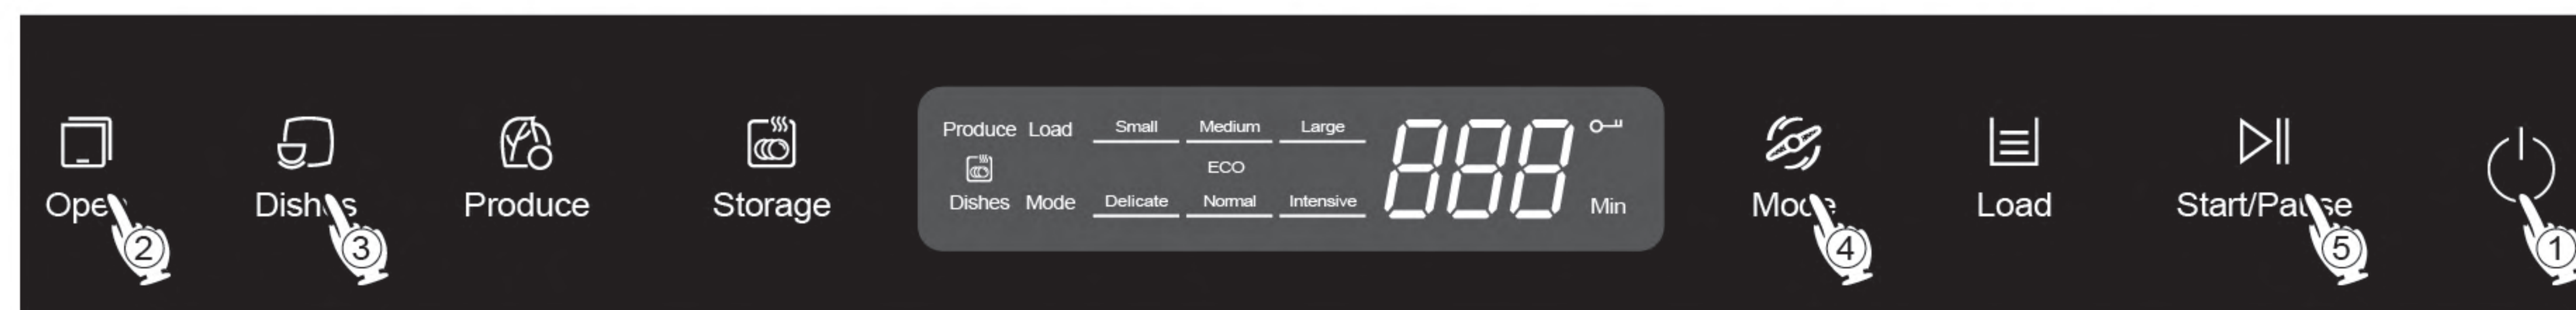 Produce Load Small Medium Large 888
ECO
Dishes Mode Delicate Normal Intensive Min
Open Dishes Produce Storage Mode Load Start/Pause
2 3 4 5 1